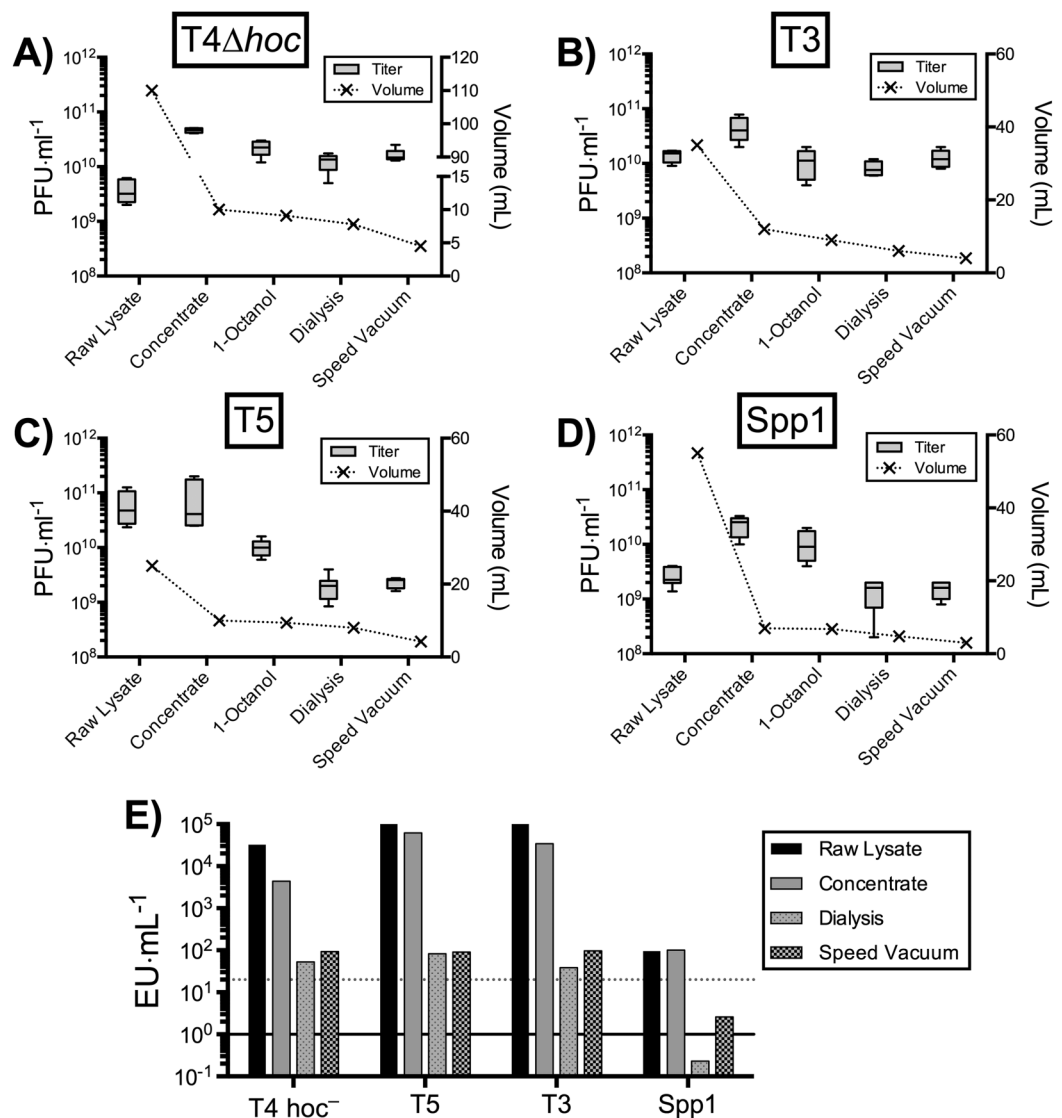 A)
T4Δhoc
Titer
Volume
PFU·ml⁻¹
10¹²
10¹¹
10¹⁰
10⁹
10⁸
120
110
100
90
15
10
5
0
Volume (mL)
Raw Lysate
Concentrate
1-Octanol
Dialysis
Speed Vacuum
B)
T3
Titer
Volume
PFU·ml⁻¹
10¹²
10¹¹
10¹⁰
10⁹
10⁸
60
40
20
0
Volume (mL)
Raw Lysate
Concentrate
1-Octanol
Dialysis
Speed Vacuum
C)
T5
Titer
Volume
PFU·ml⁻¹
10¹²
10¹¹
10¹⁰
10⁹
10⁸
60
40
20
0
Volume (mL)
Raw Lysate
Concentrate
1-Octanol
Dialysis
Speed Vacuum
D)
Spp1
Titer
Volume
PFU·ml⁻¹
10¹²
10¹¹
10¹⁰
10⁹
10⁸
60
40
20
0
Volume (mL)
Raw Lysate
Concentrate
1-Octanol
Dialysis
Speed Vacuum
E)
EU·mL⁻¹
10⁵
10⁴
10³
10²
10¹
10⁰
10⁻¹
T4 hoc⁻
T5
T3
Spp1
Raw Lysate
Concentrate
Dialysis
Speed Vacuum